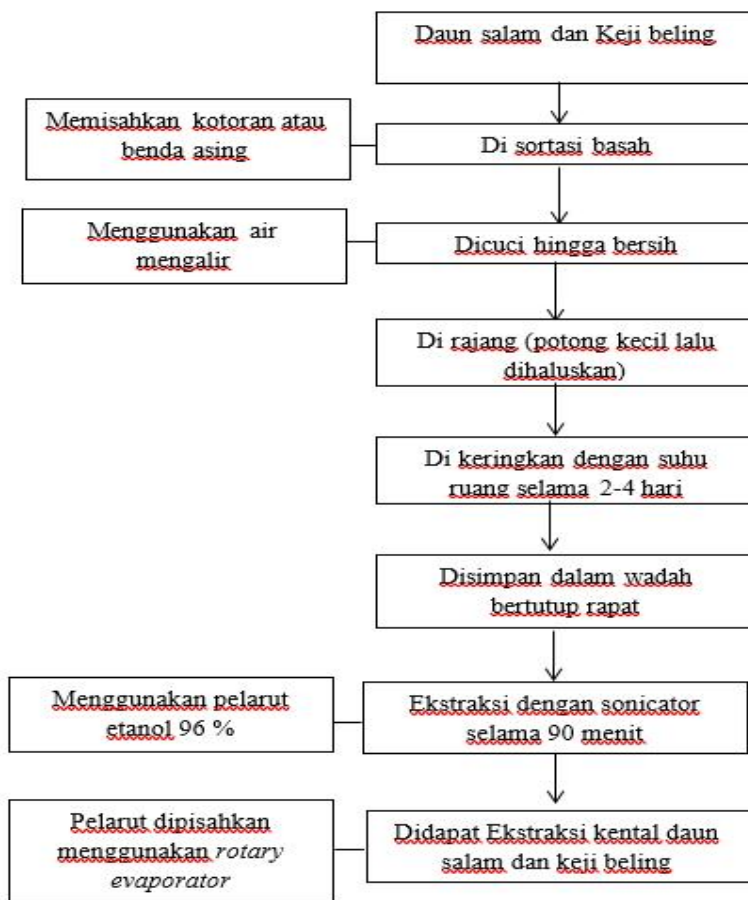 Daun salam dan Keji beling
Memisahkan kotoran atau
benda asing
Di sortasi basah
Menggunakan air
mengalir
Dicuci hingga bersih
Di rajang (potong kecil lalu
dihaluskan)
Di keringkan dengan suhu
ruang selama 2-4 hari
Disimpan dalam wadah
bertutup rapat
Menggunakan pelarut
etanol 96 %
Ekstraksi dengan sonicator
selama 90 menit
Pelarut dipisahkan
menggunakan rotary
evaporator
Didapat Ekstraksi kental daun
salam dan keji beling